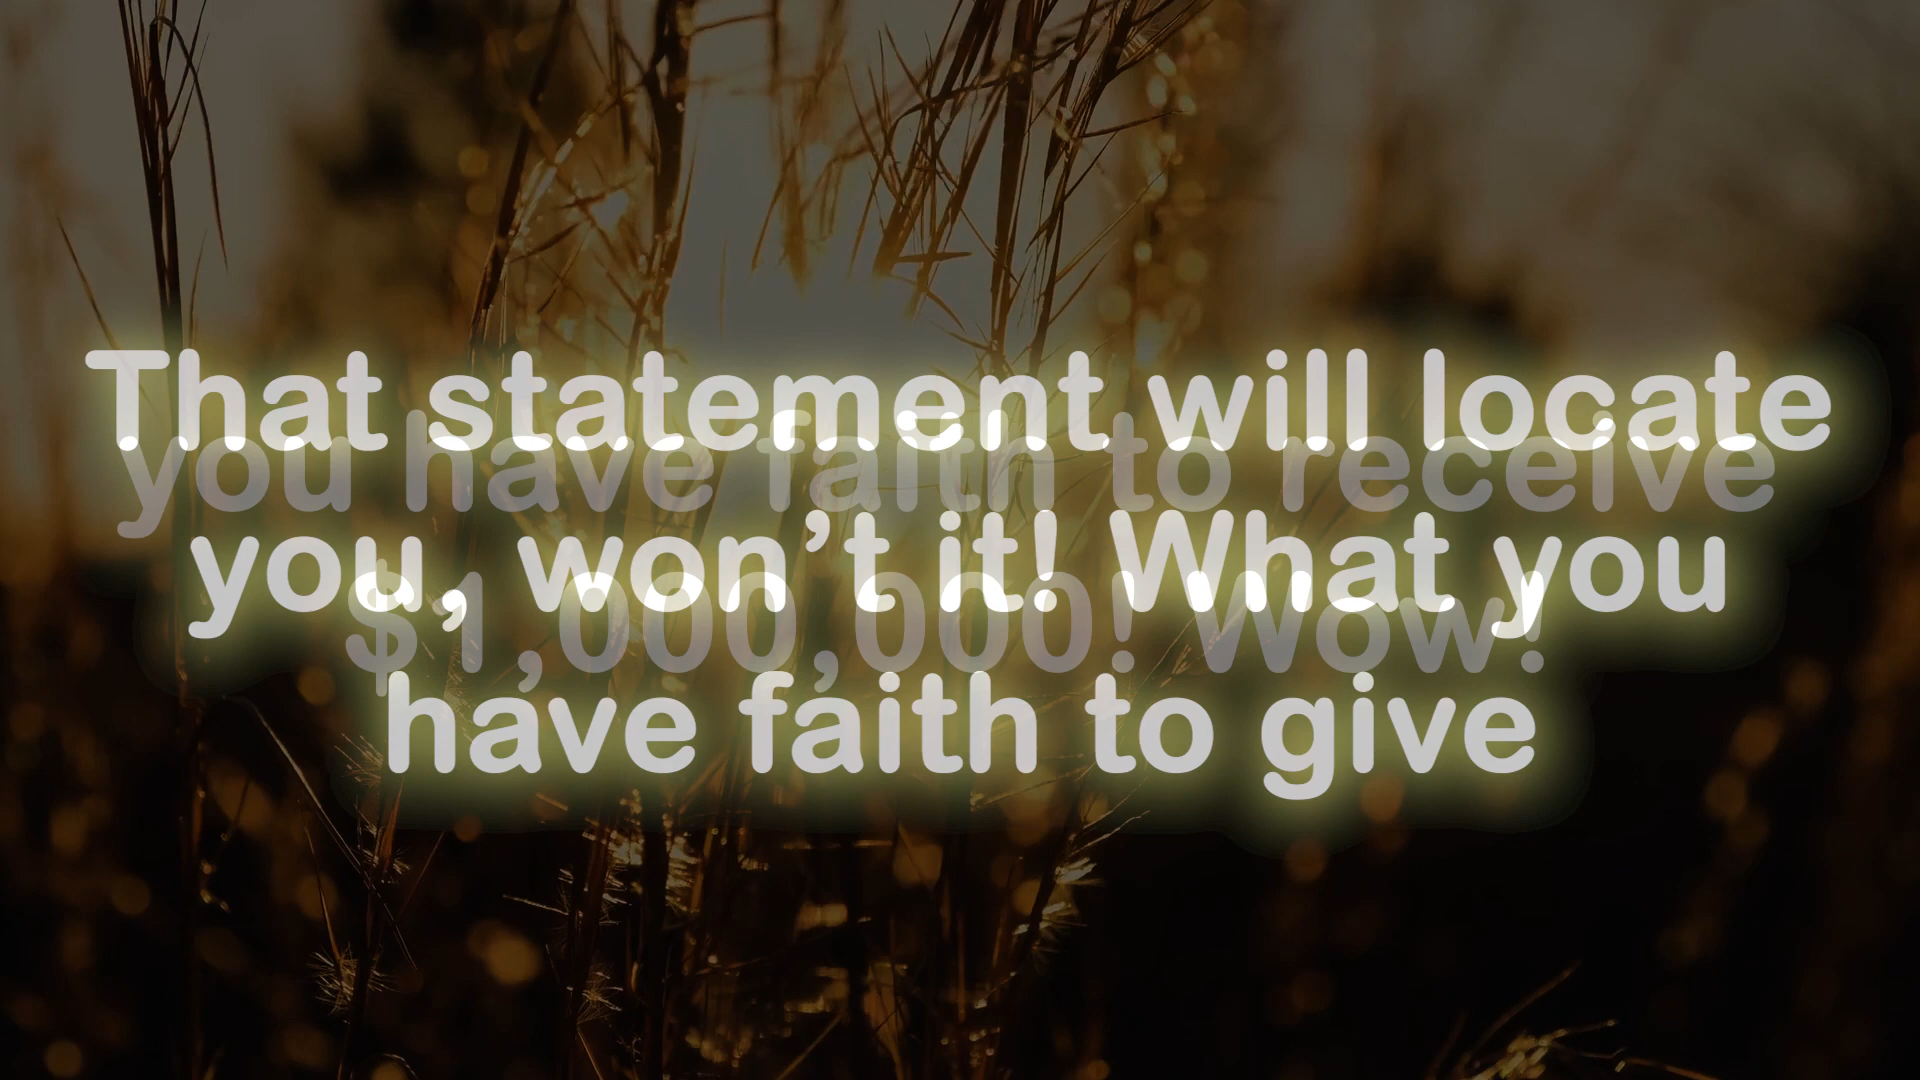 That statement will locate
you have faith to receive
you, won’t it! What you
$1,000,000! Wow!
have faith to give